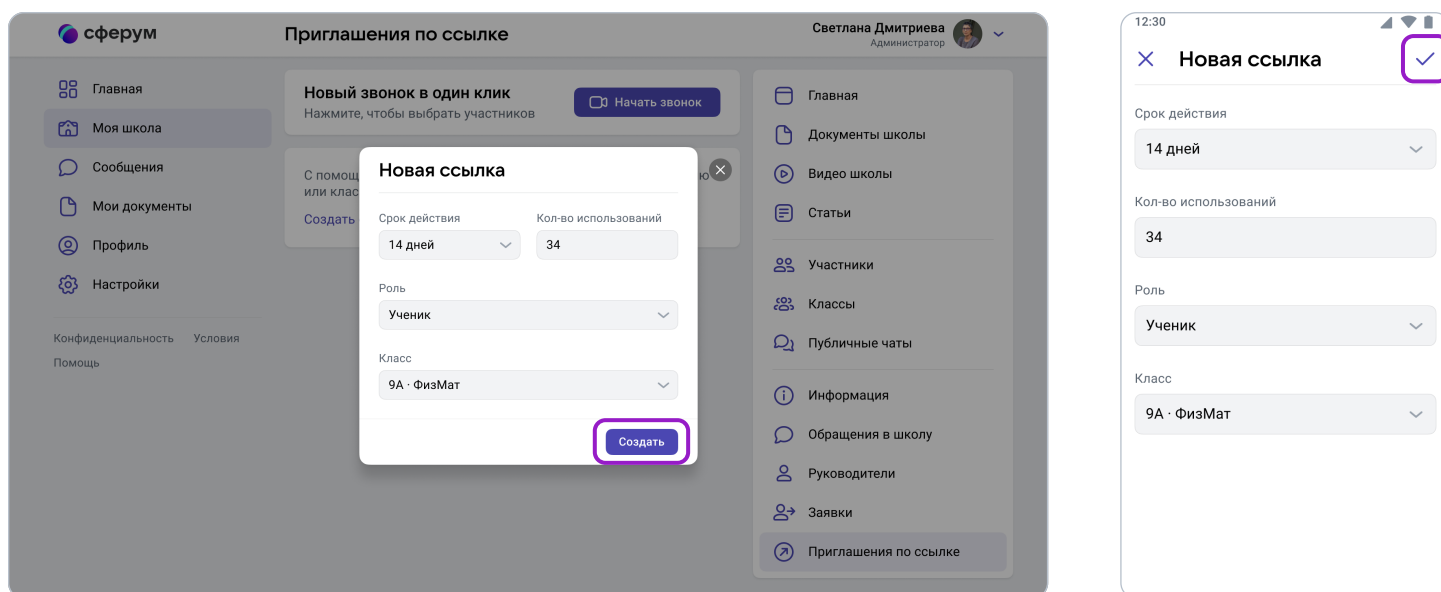 сферум
Приглашения по ссылке
Светлана Дмитриева
Администратор
Главная
Моя школа
Сообщения
Мои документы
Профиль
Настройки
Конфиденциальность Условия
Помощь
Новый звонок в один клик
Нажмите, чтобы выбрать участников
Начать звонок
С помощ
ю
или клас
Создать
Новая ссылка
Срок действия Кол-во использований
14 дней 34
Роль
Ученик
Класс
9А · ФизМат
Создать
Главная
Документы школы
Видео школы
Статьи
Участники
Классы
Публичные чаты
Информация
Обращения в школу
Руководители
Заявки
Приглашения по ссылке
12:30
Новая ссылка
Срок действия
14 дней
Кол-во использований
34
Роль
Ученик
Класс
9А · ФизМат